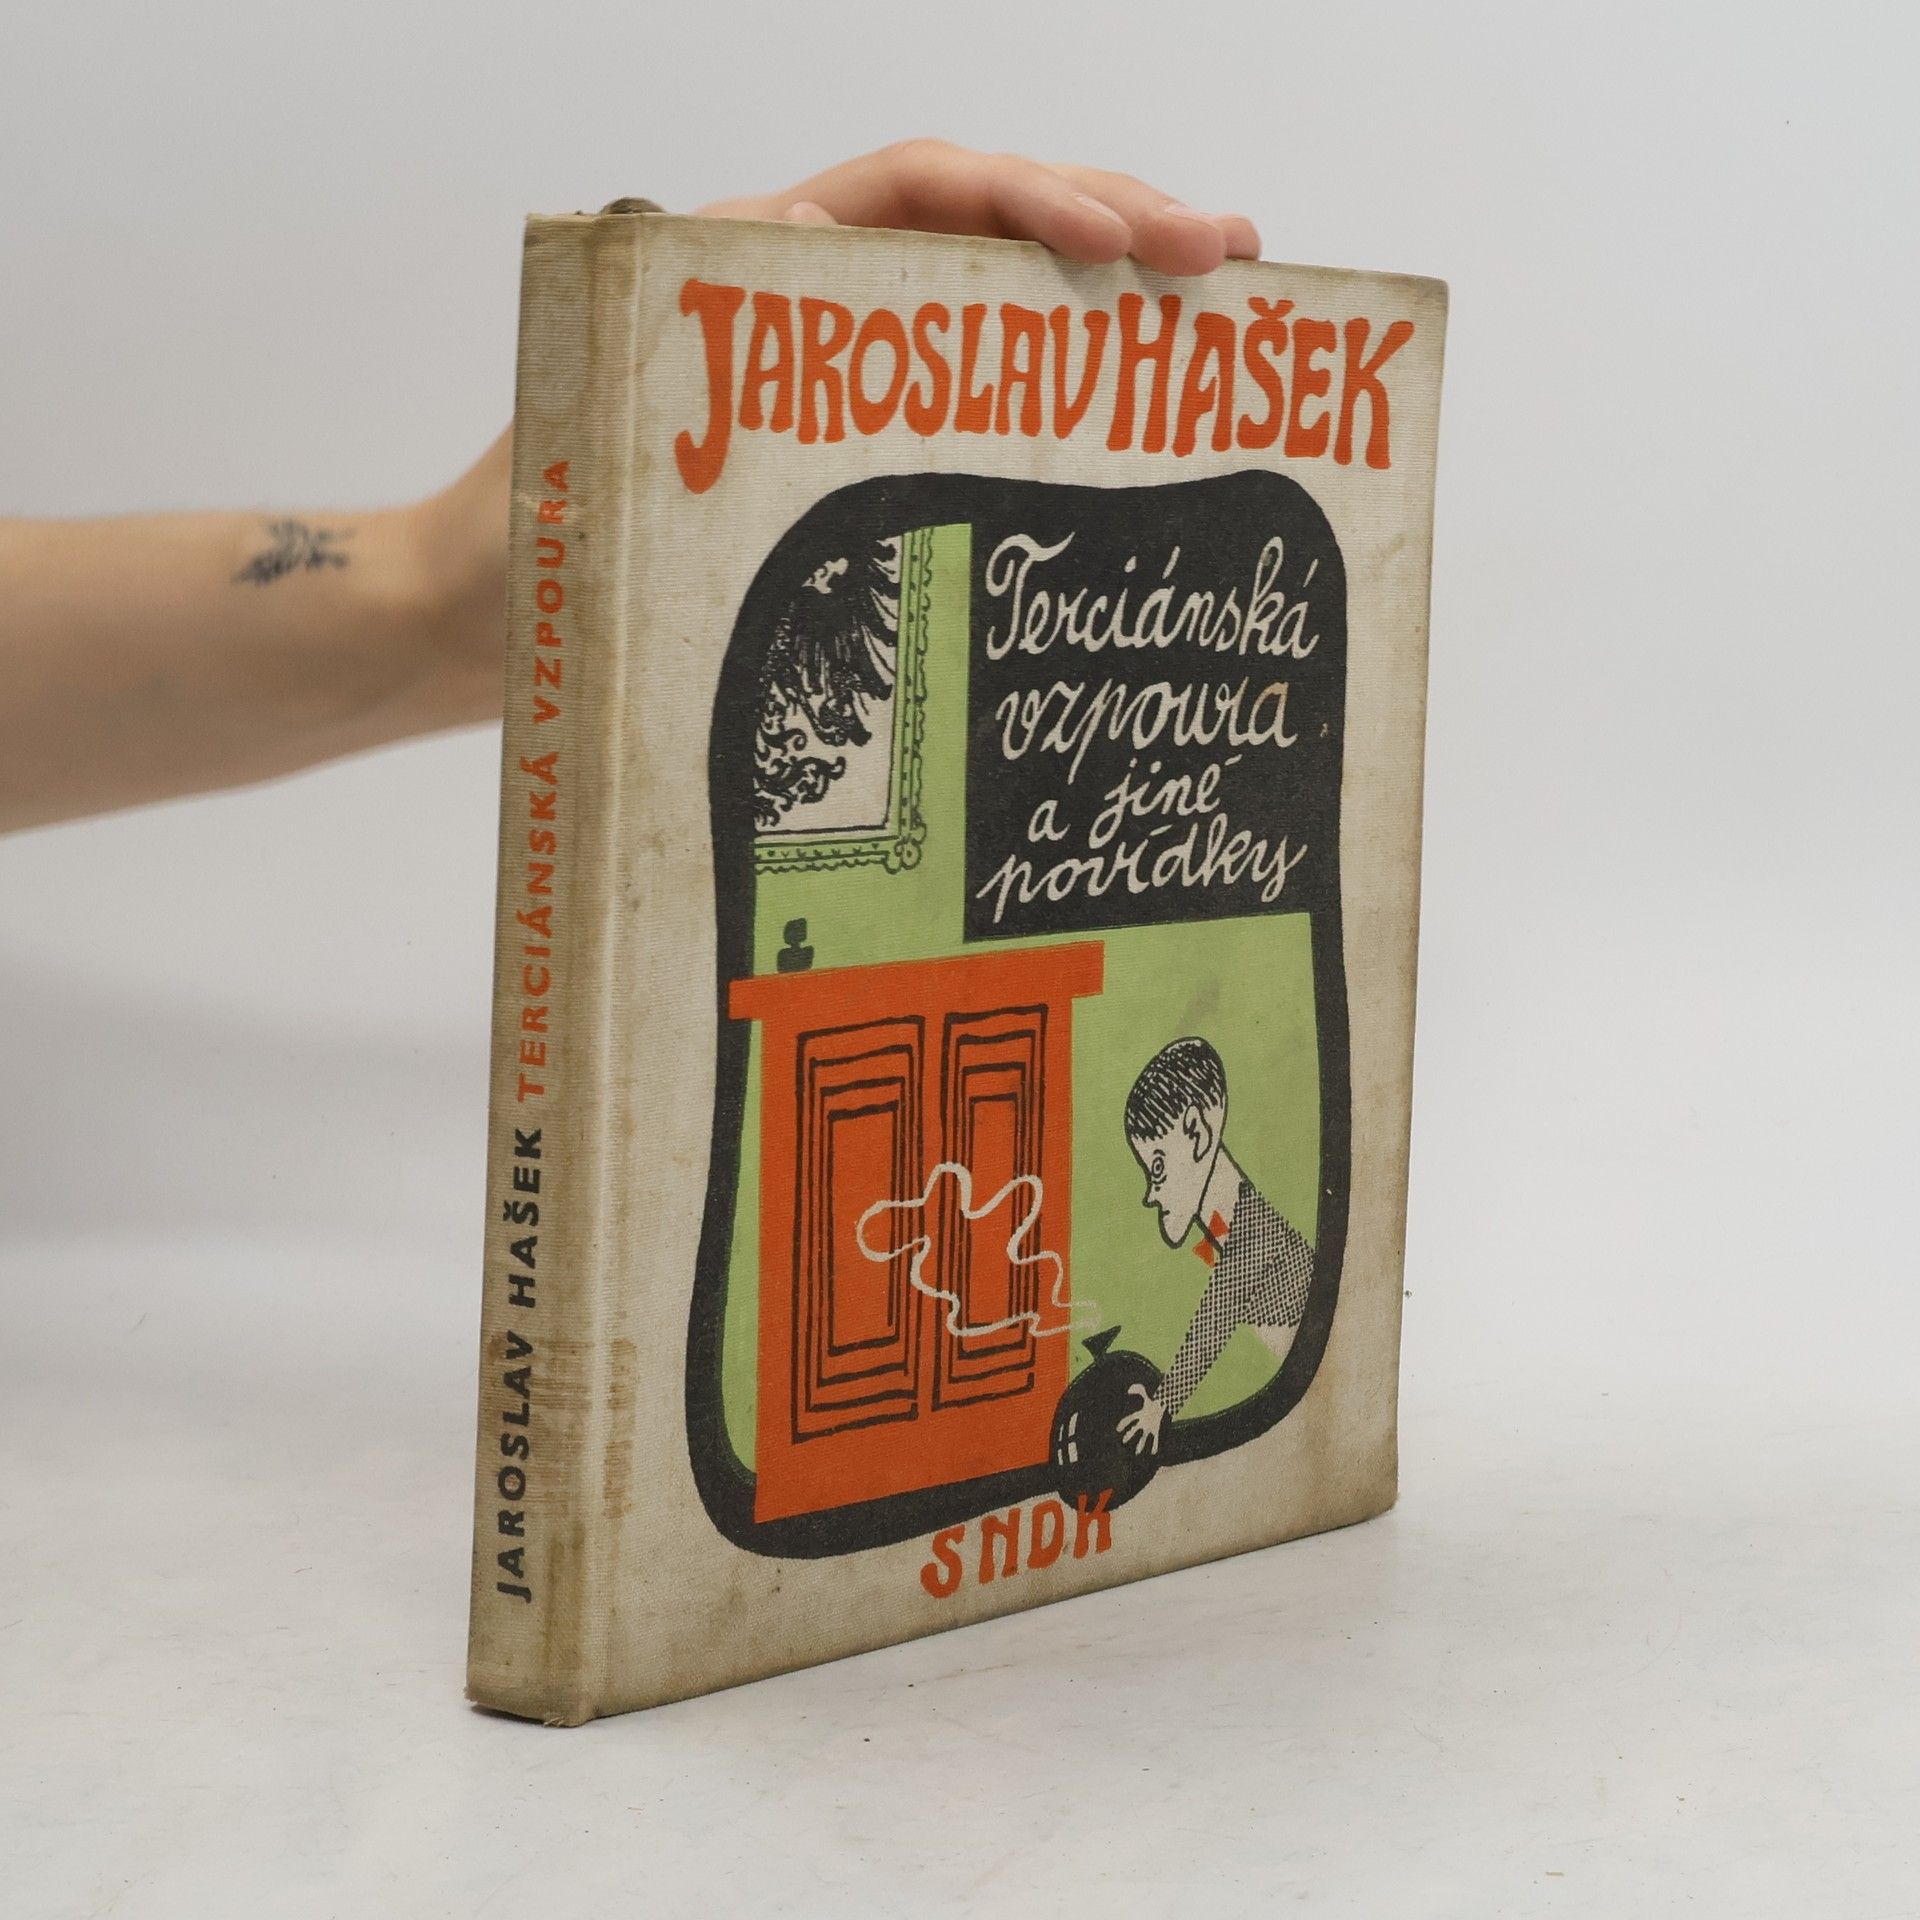 JAROSLAV HAŠEK
Terciánská
vzpoura
a jiné
povídky
SNDK
JAROSLAV HAŠEK TERCIÁNSKÁ VZPOURA